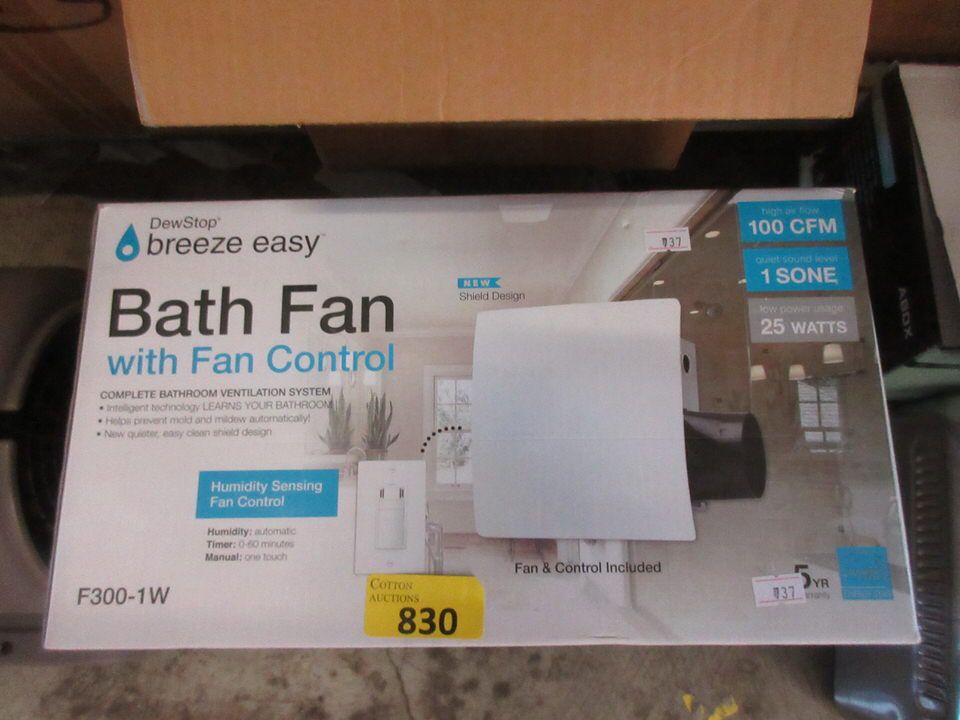 DewStop®
breeze easy™
Bath Fan
with Fan Control
COMPLETE BATHROOM VENTILATION SYSTEM
• Intelligent technology LEARNS YOUR BATHROOM
• Helps prevent mold and mildew automatically!
• New quieter, easy clean shield design
NEW
Shield Design
737
high air flow
100 CFM
quiet sound level
1 SONE
low power usage
25 WATTS
Humidity Sensing
Fan Control
Humidity: automatic
Timer: 0-60 minutes
Manual: one touch
Fan & Control Included
F300-1W
COTTON
AUCTIONS
830
737
5 YR